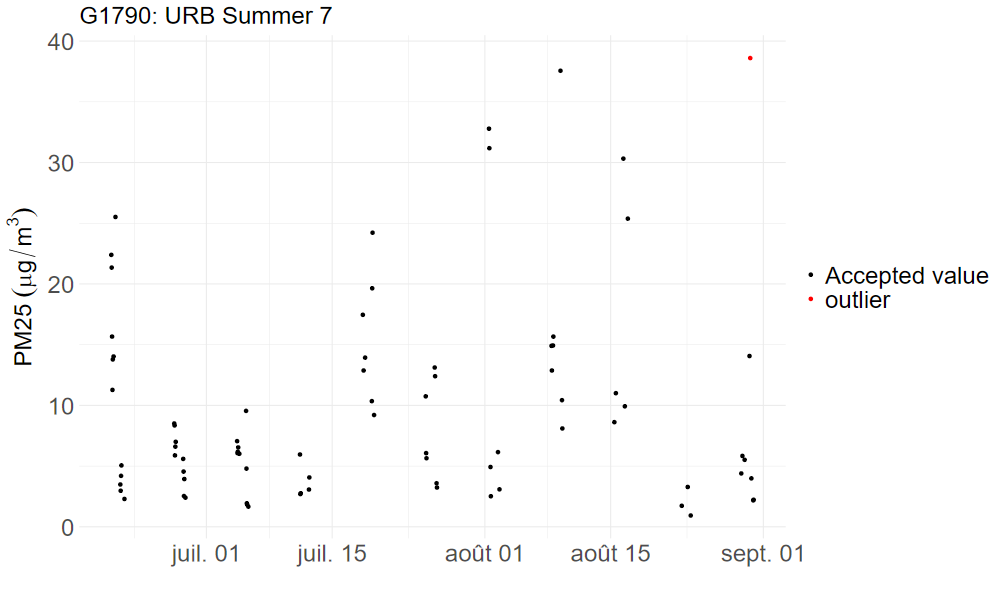 G1790: URB Summer 7
40
30
20
10
0
PM25 (μg/m³)
juil. 01
juil. 15
août 01
août 15
sept. 01
Accepted value
outlier